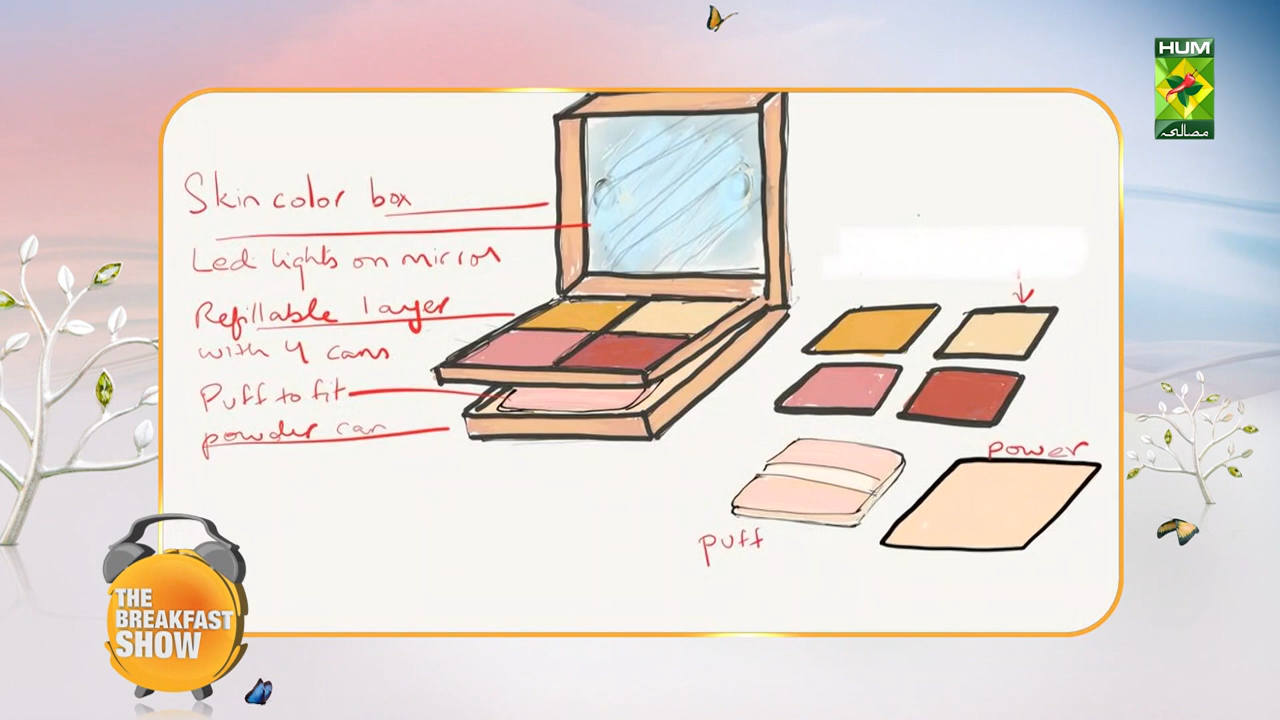 HUM
مصالحہ
Skin color box
Led lights on mirror
Refillable layer
with 4 cans
Puff to fit
powder can
power
puff
THE
BREAKFAST
SHOW